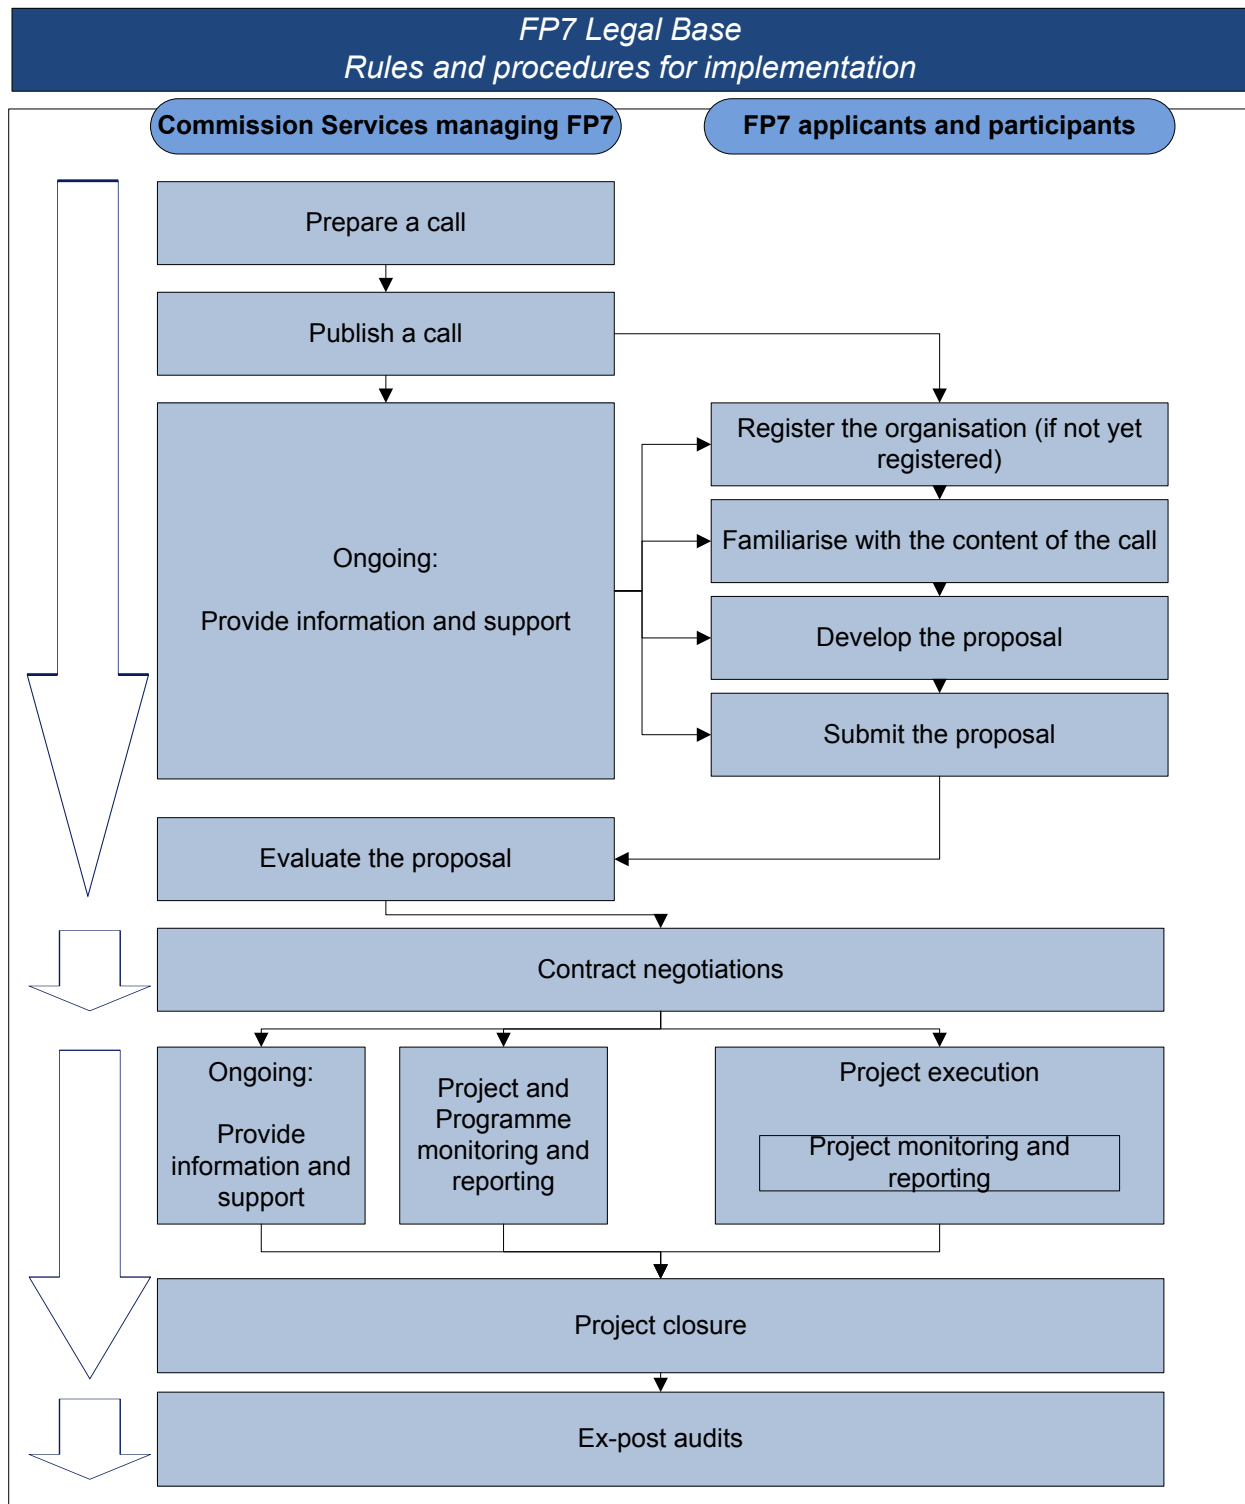 FP7 Legal Base
Rules and procedures for implementation
Commission Services managing FP7
FP7 applicants and participants
Prepare a call
Publish a call
Register the organisation (if not yet
registered)
Familiarise with the content of the call
Ongoing:
Provide information and support
Develop the proposal
Submit the proposal
Evaluate the proposal
Contract negotiations
Ongoing:
Provide
information and
support
Project and
Programme
monitoring and
reporting
Project execution
Project monitoring and
reporting
Project closure
Ex-post audits